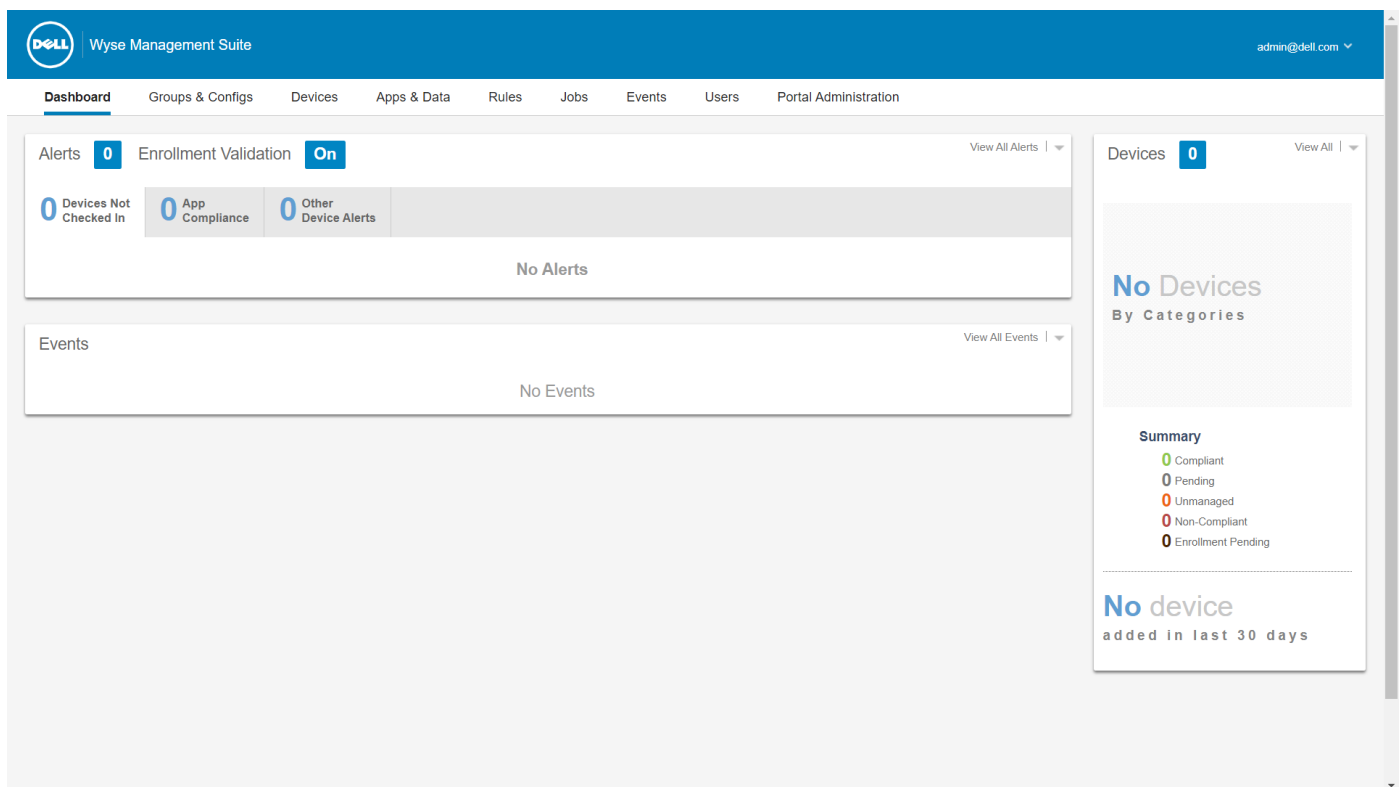 DELL
Wyse Management Suite
admin@dell.com
Dashboard Groups & Configs Devices Apps & Data Rules Jobs Events Users Portal Administration
Alerts 0 Enrollment Validation On View All Alerts
0 Devices Not
Checked In
0 App
Compliance
0 Other
Device Alerts
No Alerts
Events View All Events
No Events
Devices 0 View All
No Devices
By Categories
Summary
0 Compliant
0 Pending
0 Unmanaged
0 Non-Compliant
0 Enrollment Pending
No device
added in last 30 days